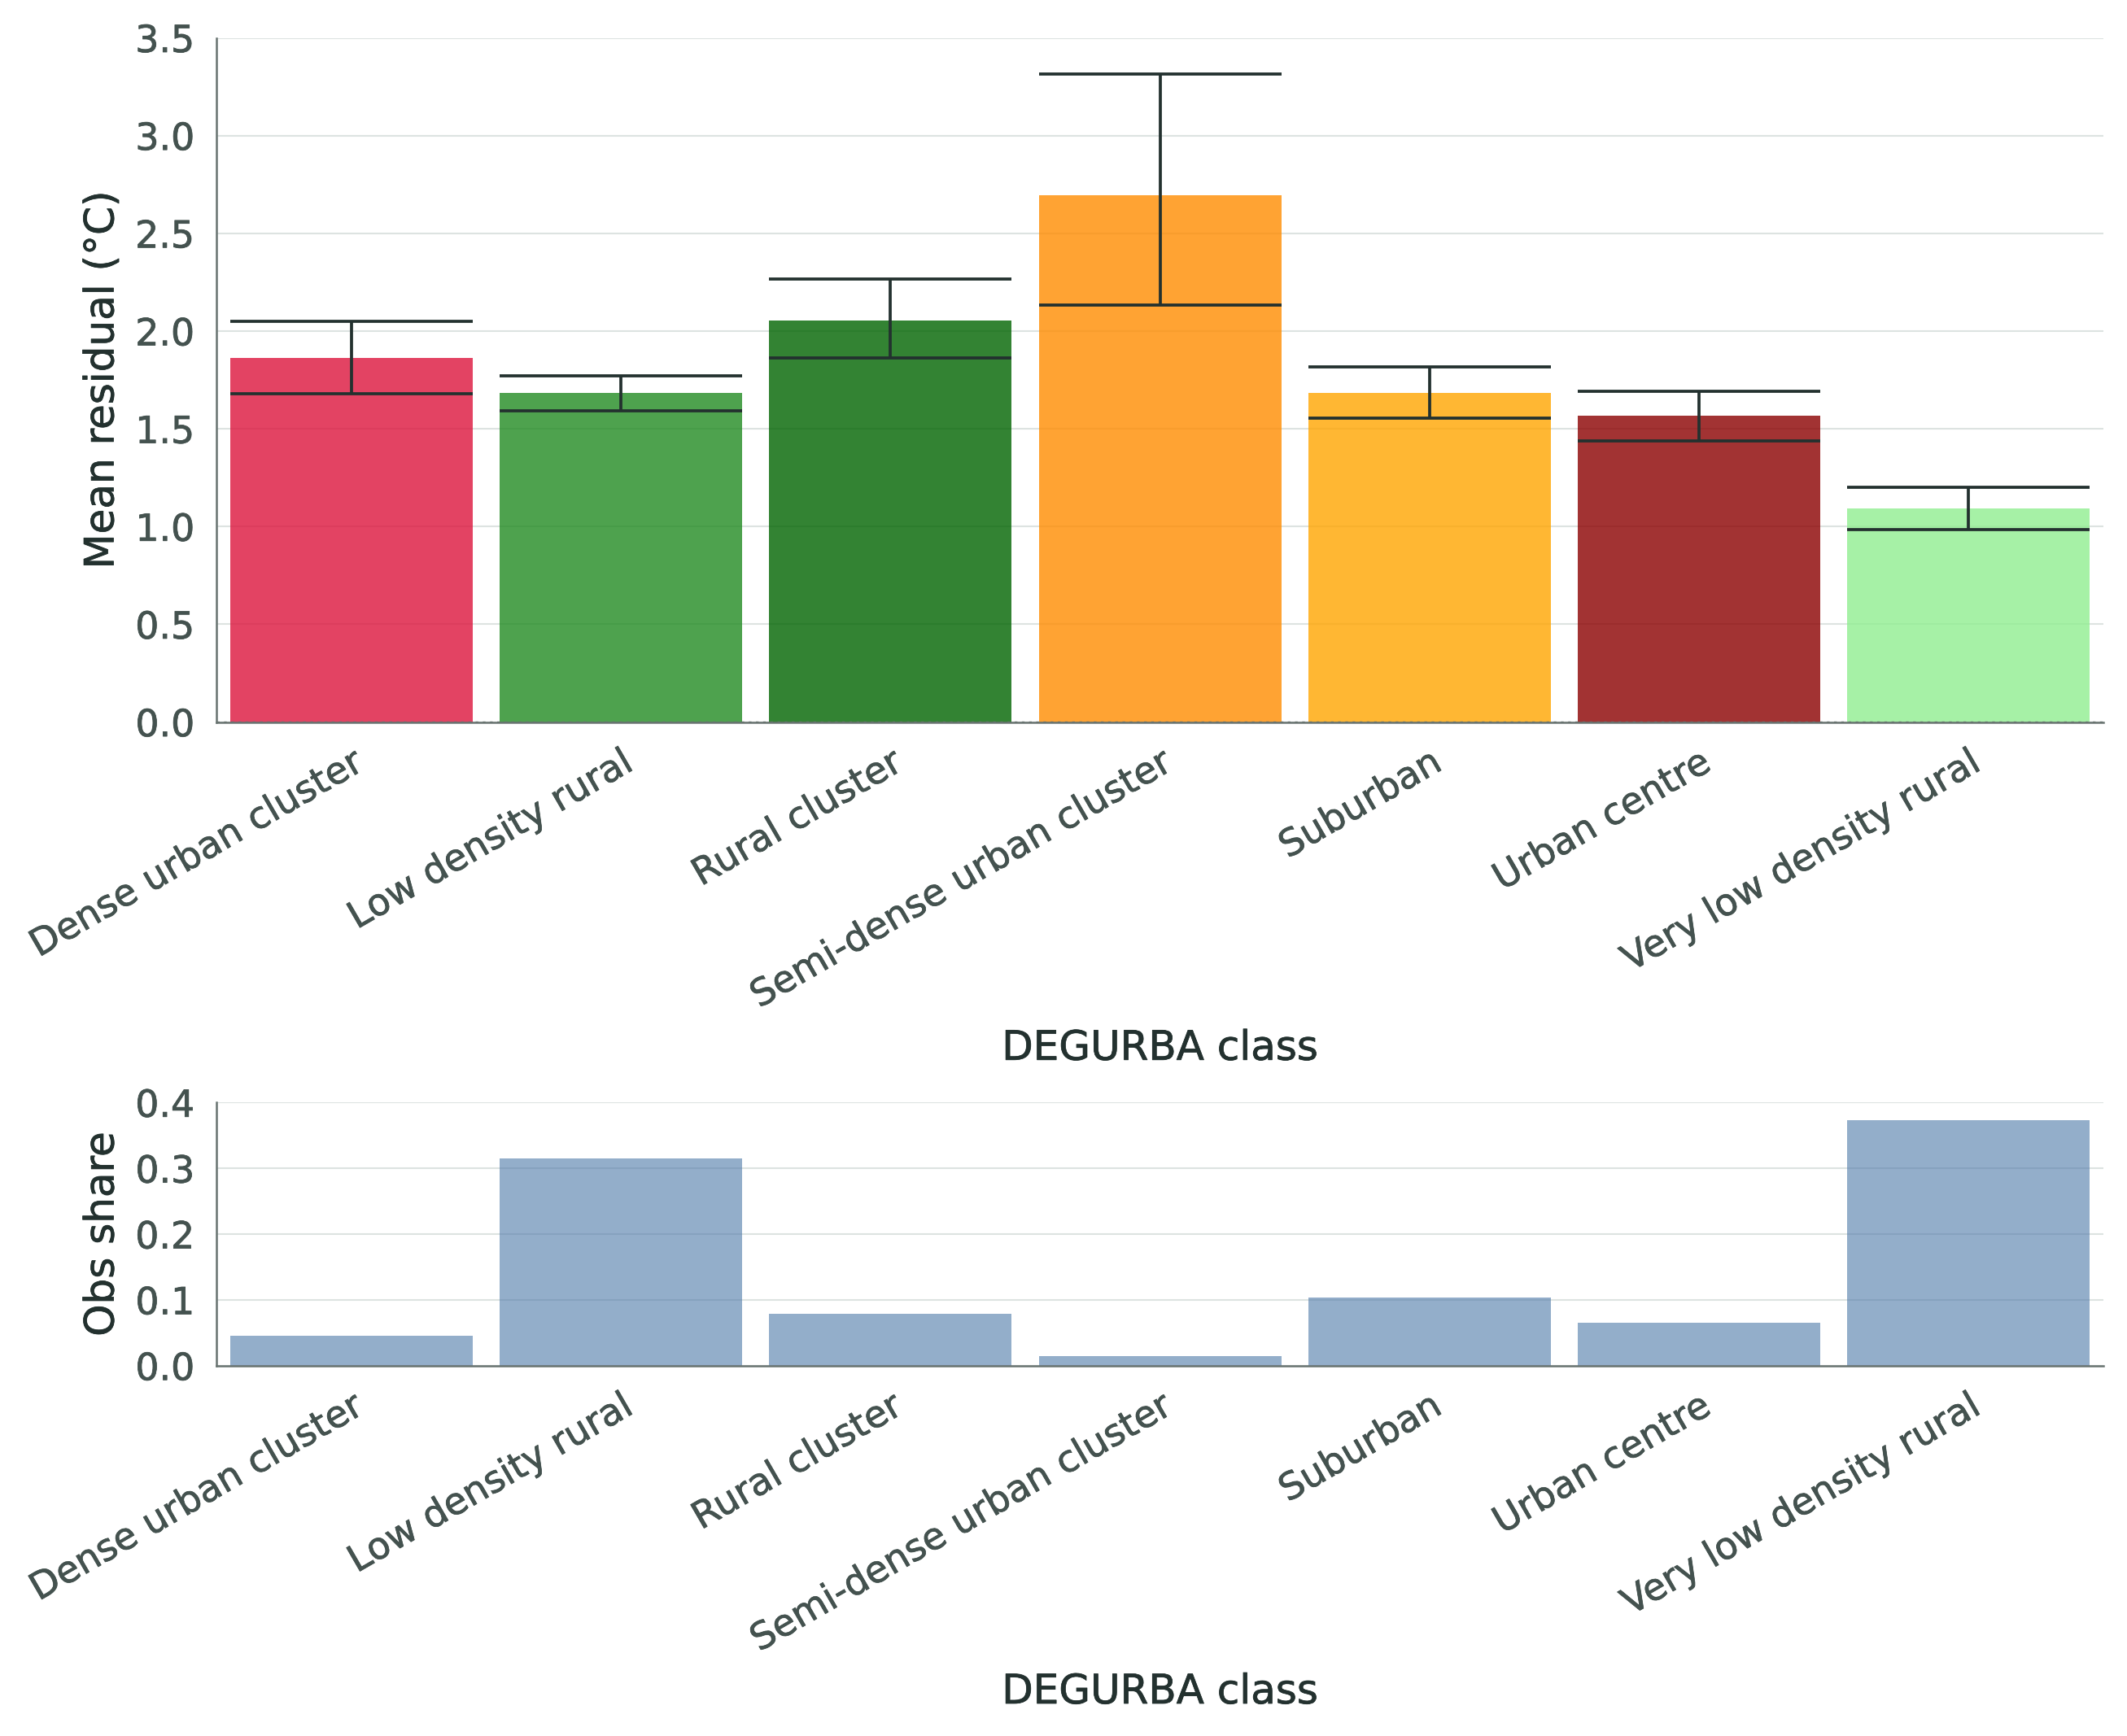 Mean residual (°C)
3.5
3.0
2.5
2.0
1.5
1.0
0.5
0.0
Dense urban cluster
Low density rural
Rural cluster
Semi-dense urban cluster
Suburban
Urban centre
Very low density rural
DEGURBA class
Obs share
0.4
0.3
0.2
0.1
0.0
Dense urban cluster
Low density rural
Rural cluster
Semi-dense urban cluster
Suburban
Urban centre
Very low density rural
DEGURBA class